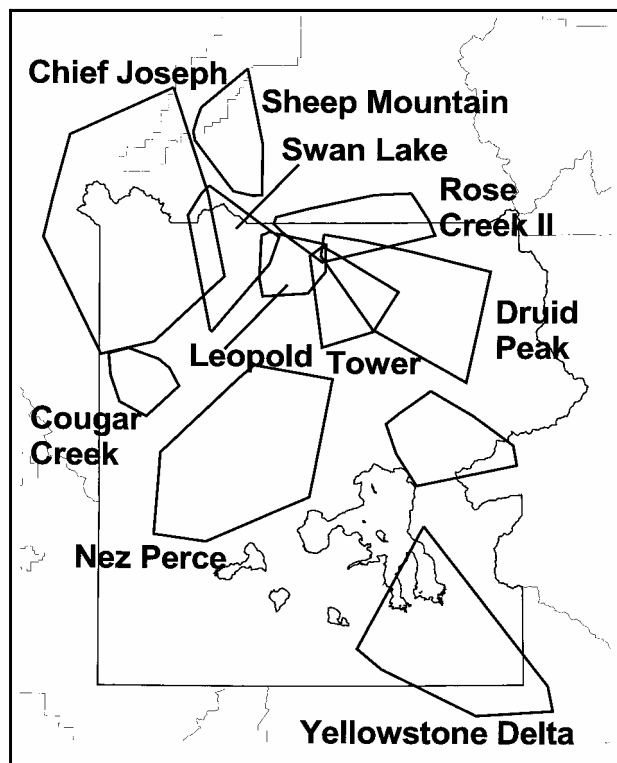 Chief Joseph
Sheep Mountain
Swan Lake
Rose
Creek II
Druid
Peak
Leopold
Tower
Cougar
Creek
Nez Perce
Yellowstone Delta